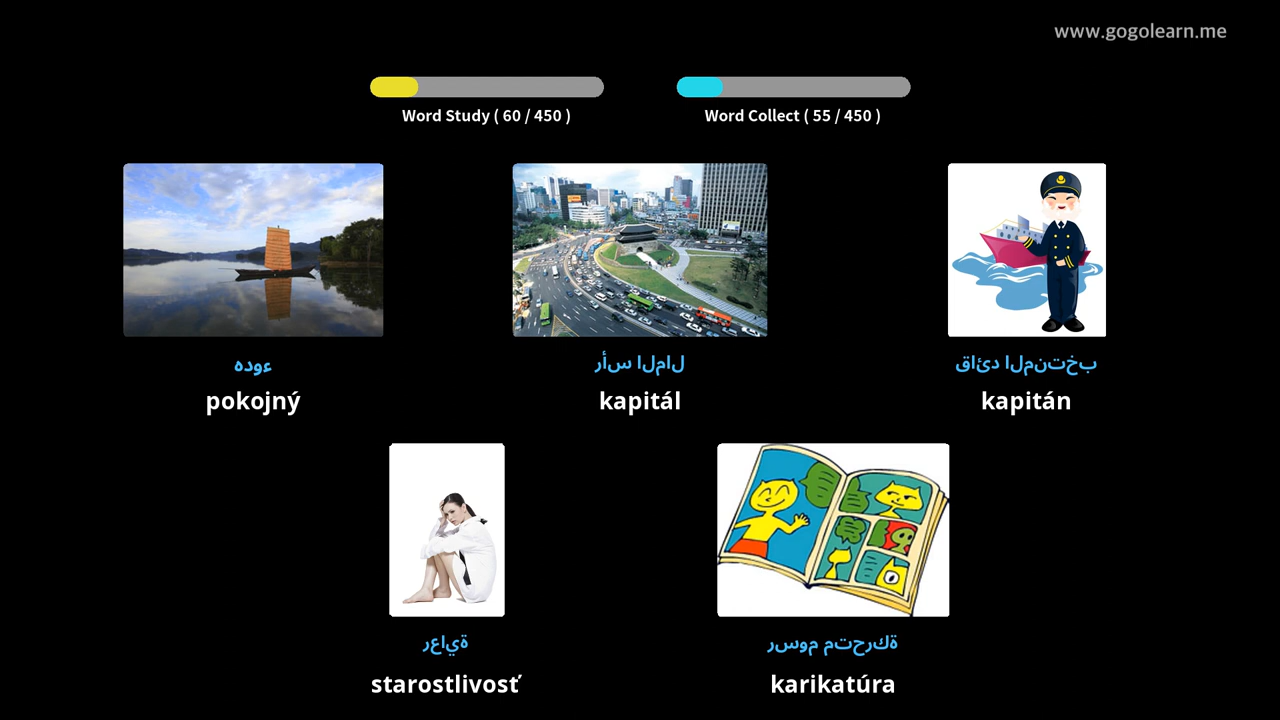 www.gogolearn.me
Word Study ( 60 / 450 )
Word Collect ( 55 / 450 )
هدوء
pokojný
رأس المال
kapitál
قائد المنتخب
kapitán
رعاية
starostlivosť
رسوم متحركة
karikatúra